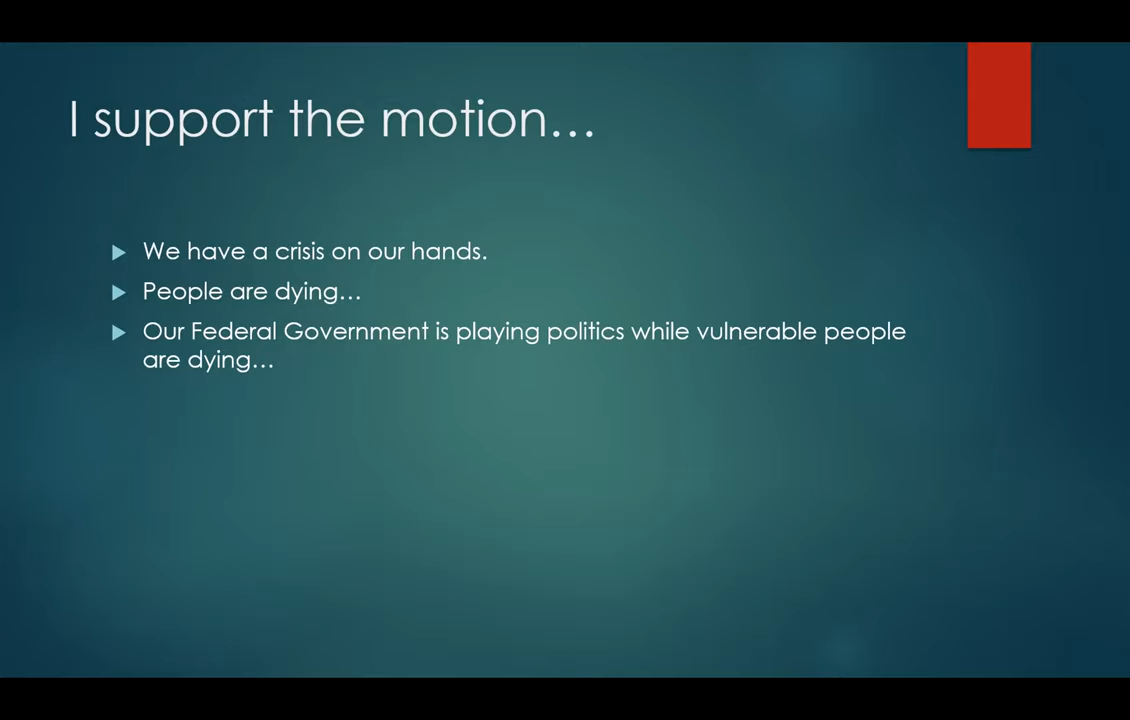 I support the motion…
We have a crisis on our hands.
People are dying…
Our Federal Government is playing politics while vulnerable people
are dying…